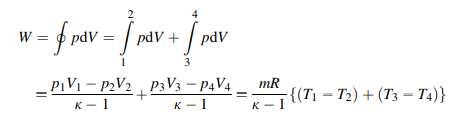 W = ∮ pdV = ∫₁² pdV + ∫₃⁴ pdV
= (p₁V₁ − p₂V₂)/(κ − 1) + (p₃V₃ − p₄V₄)/(κ − 1) = mR/(κ − 1) {(T₁ − T₂) + (T₃ − T₄)}